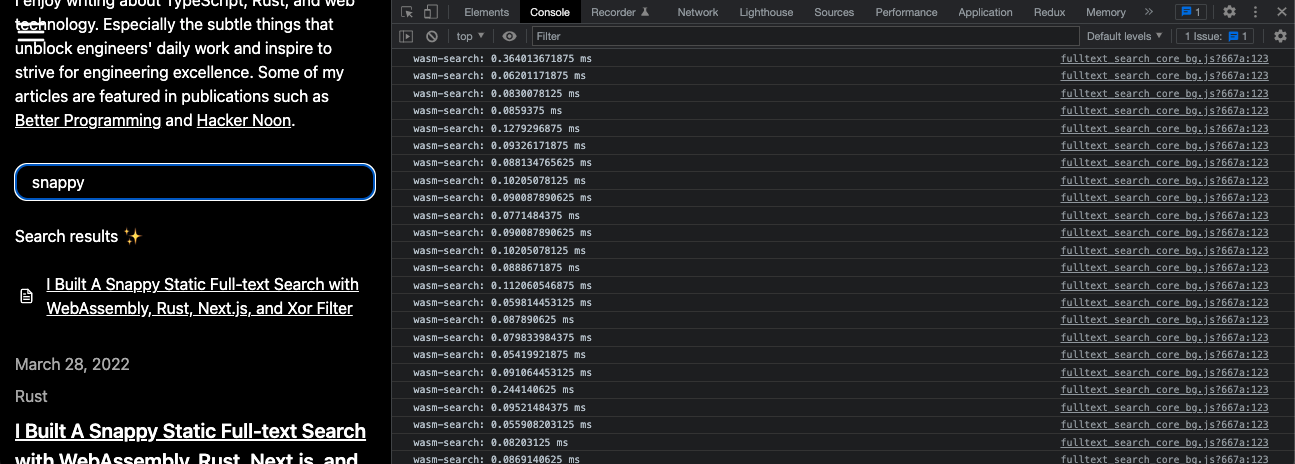 I enjoy writing about TypeScript, Rust, and web
technology. Especially the subtle things that
unblock engineers' daily work and inspire to
strive for engineering excellence. Some of my
articles are featured in publications such as
Better Programming and Hacker Noon.
snappy
Search results ✨
I Built A Snappy Static Full-text Search with
WebAssembly, Rust, Next.js, and Xor Filter
March 28, 2022
Rust
I Built A Snappy Static Full-text Search
with WebAssembly, Rust, Next.js, and
Elements Console Recorder Network Lighthouse Sources Performance Application Redux Memory » 1
top ▼ Filter Default levels ▼ 1 Issue: 1
wasm-search: 0.364013671875 ms fulltext_search_core_bg.js?667a:123
wasm-search: 0.06201171875 ms fulltext_search_core_bg.js?667a:123
wasm-search: 0.0830078125 ms fulltext_search_core_bg.js?667a:123
wasm-search: 0.0859375 ms fulltext_search_core_bg.js?667a:123
wasm-search: 0.1279296875 ms fulltext_search_core_bg.js?667a:123
wasm-search: 0.09326171875 ms fulltext_search_core_bg.js?667a:123
wasm-search: 0.088134765625 ms fulltext_search_core_bg.js?667a:123
wasm-search: 0.10205078125 ms fulltext_search_core_bg.js?667a:123
wasm-search: 0.090087890625 ms fulltext_search_core_bg.js?667a:123
wasm-search: 0.0771484375 ms fulltext_search_core_bg.js?667a:123
wasm-search: 0.090087890625 ms fulltext_search_core_bg.js?667a:123
wasm-search: 0.10205078125 ms fulltext_search_core_bg.js?667a:123
wasm-search: 0.0888671875 ms fulltext_search_core_bg.js?667a:123
wasm-search: 0.112060546875 ms fulltext_search_core_bg.js?667a:123
wasm-search: 0.059814453125 ms fulltext_search_core_bg.js?667a:123
wasm-search: 0.087890625 ms fulltext_search_core_bg.js?667a:123
wasm-search: 0.079833984375 ms fulltext_search_core_bg.js?667a:123
wasm-search: 0.05419921875 ms fulltext_search_core_bg.js?667a:123
wasm-search: 0.091064453125 ms fulltext_search_core_bg.js?667a:123
wasm-search: 0.244140625 ms fulltext_search_core_bg.js?667a:123
wasm-search: 0.09521484375 ms fulltext_search_core_bg.js?667a:123
wasm-search: 0.055908203125 ms fulltext_search_core_bg.js?667a:123
wasm-search: 0.08203125 ms fulltext_search_core_bg.js?667a:123
wasm-search: 0.0869140625 ms fulltext_search_core_bg.js?667a:123